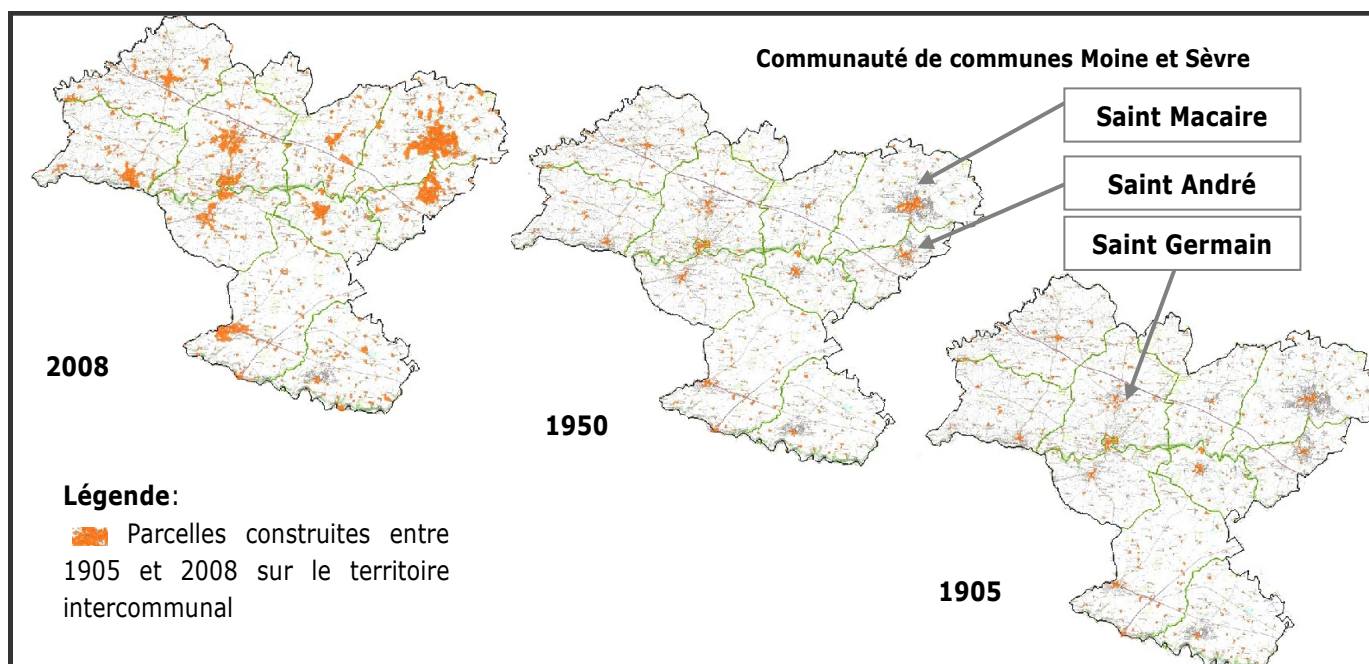 Communauté de communes Moine et Sèvre
Saint Macaire
Saint André
Saint Germain
2008
1950
1905
Légende:
Parcelles construites entre
1905 et 2008 sur le territoire
intercommunal